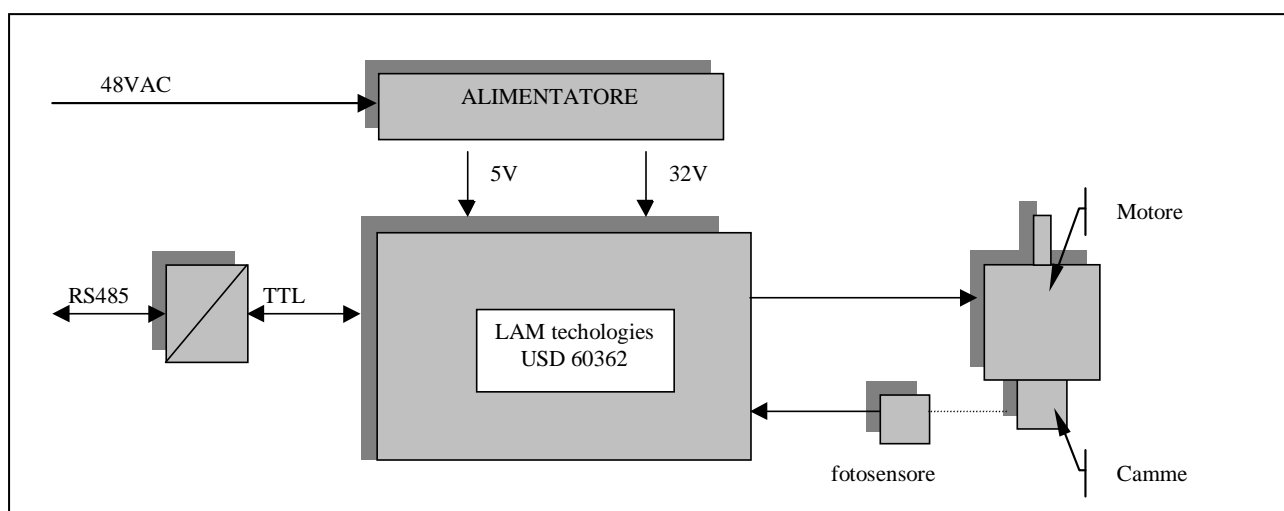 48VAC
ALIMENTATORE
5V
32V
Motore
RS485
TTL
LAM techologies
USD 60362
fotosensore
Camme